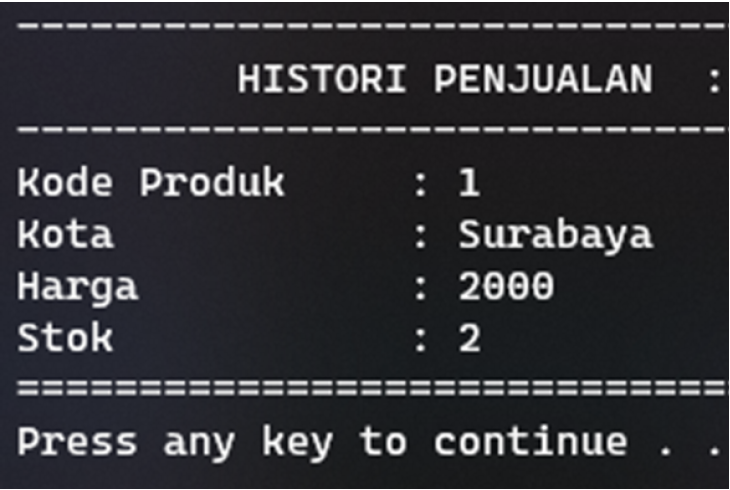 ------------------------------
HISTORI PENJUALAN :
------------------------------
Kode Produk : 1
Kota : Surabaya
Harga : 2000
Stok : 2
==============================
Press any key to continue . .